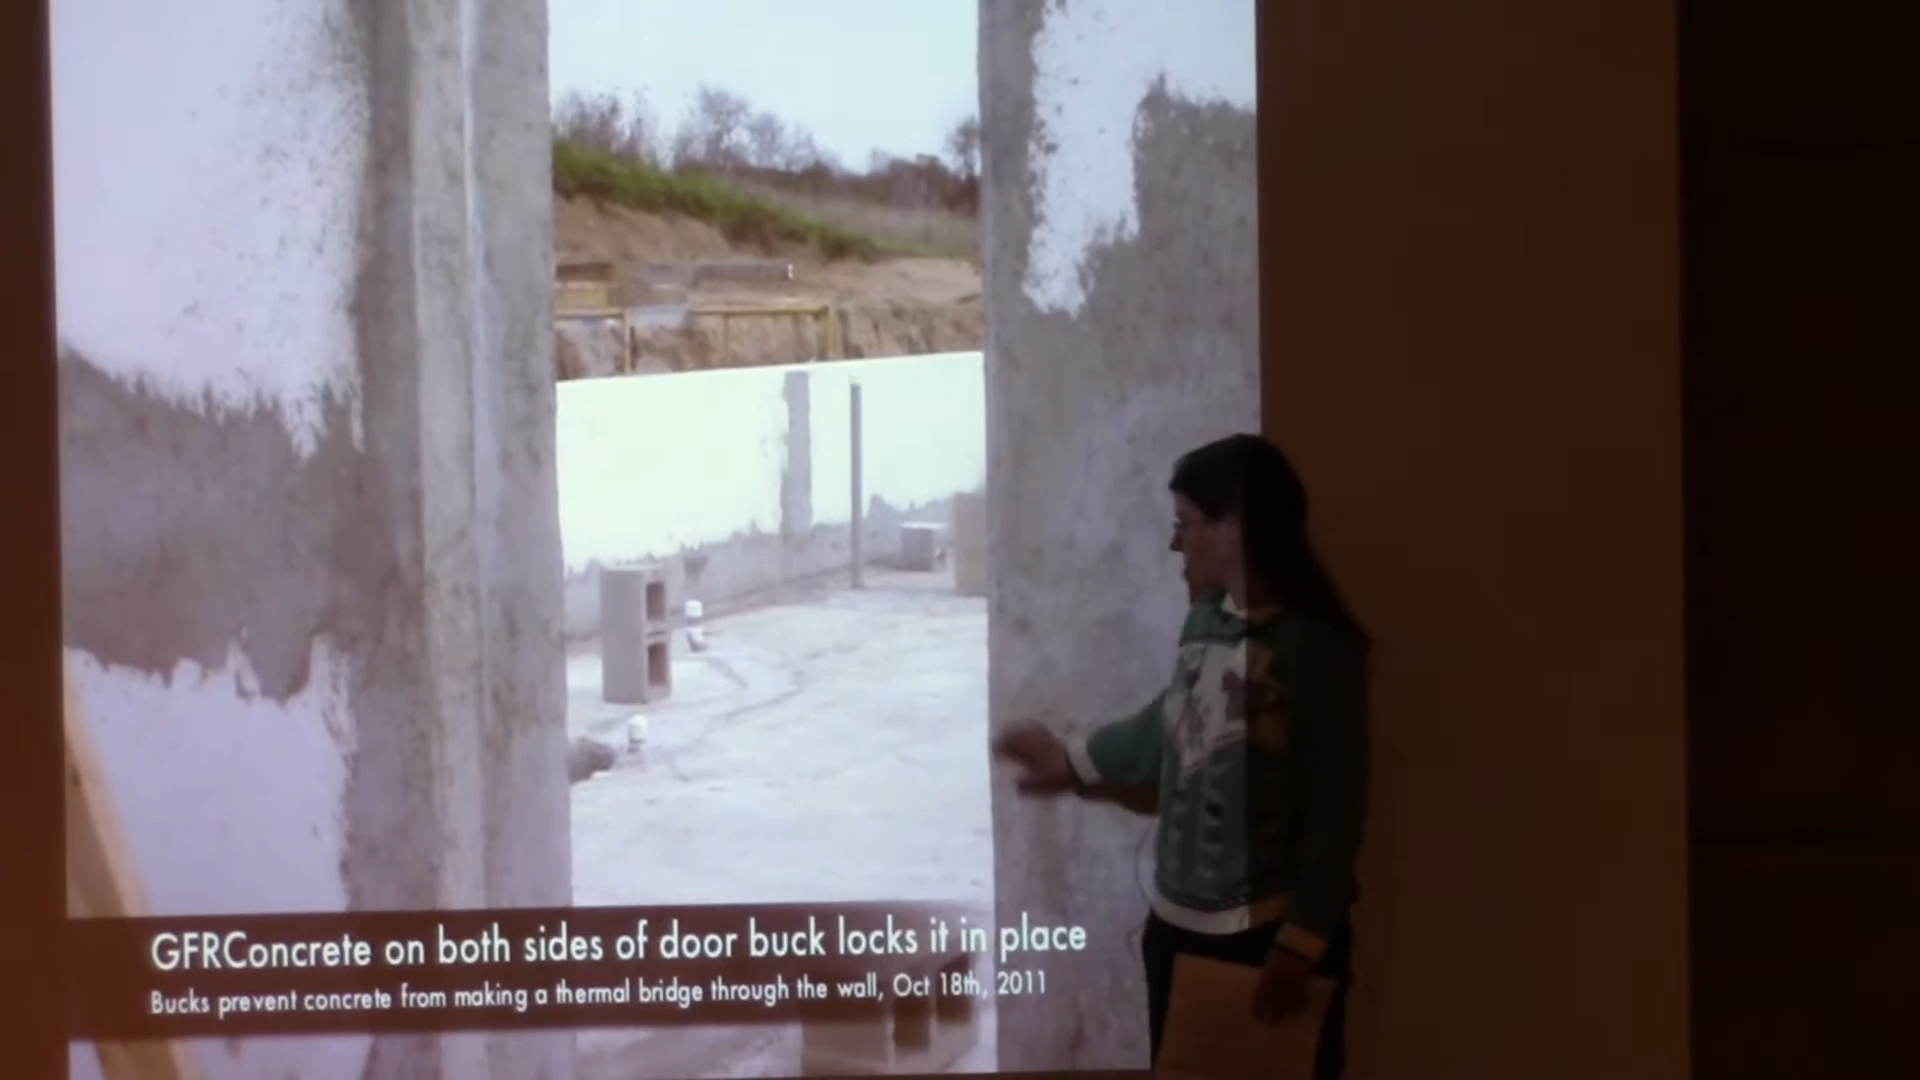 GFRConcrete on both sides of door buck locks it in place
Bucks prevent concrete from making a thermal bridge through the wall, Oct 18th, 2011